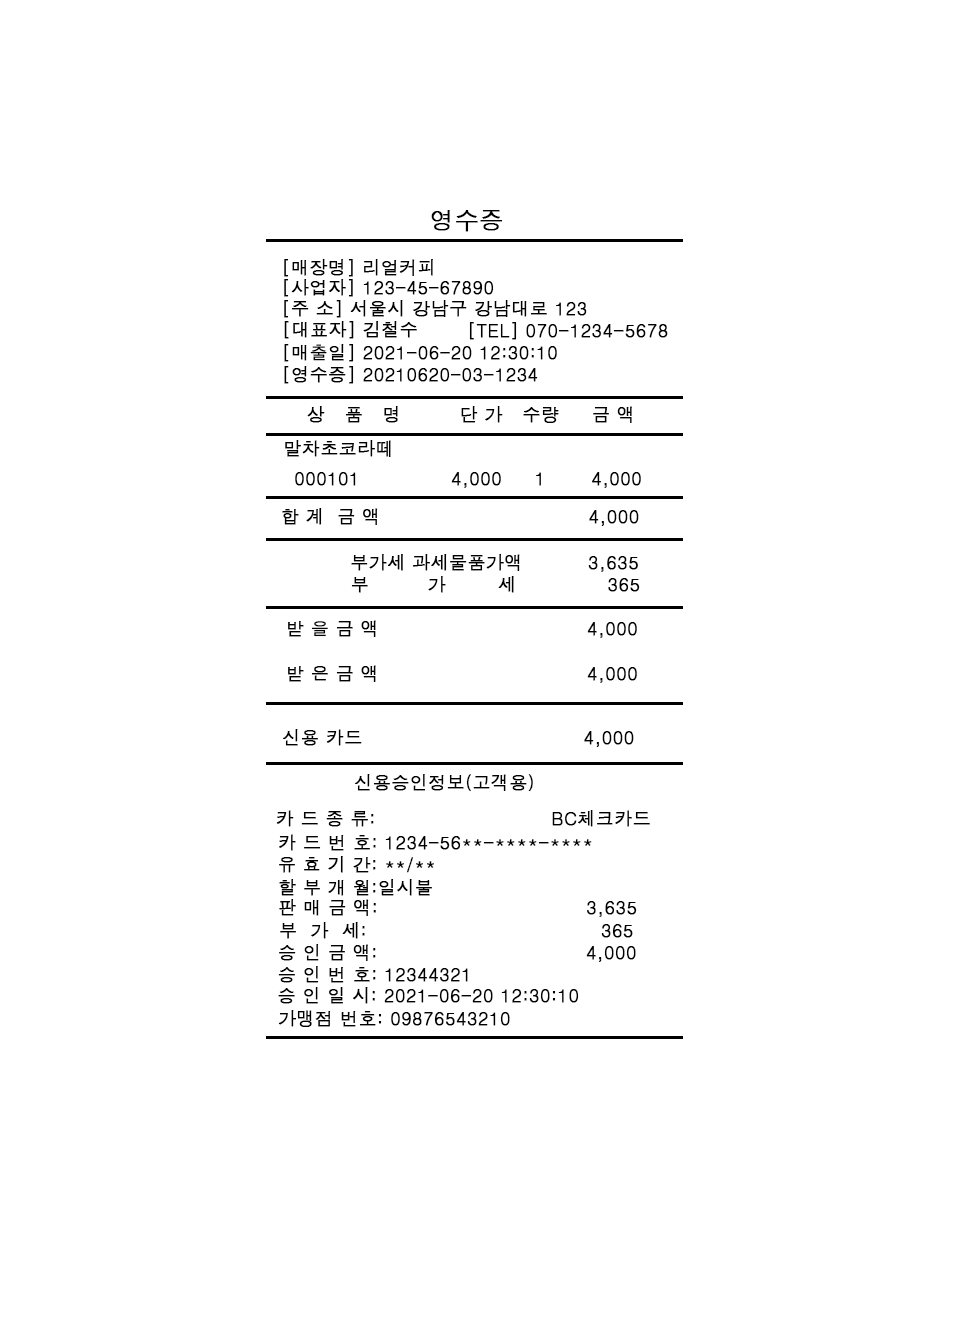 영수증
[매장명] 리얼커피
[사업자] 123-45-67890
[주 소] 서울시 강남구 강남대로 123
[대표자] 김철수 [TEL] 070-1234-5678
[매출일] 2021-06-20 12:30:10
[영수증] 20210620-03-1234
상 품 명 단 가 수량 금 액
말차초코라떼
000101 4,000 1 4,000
합 계 금 액 4,000
부가세 과세물품가액 3,635
부 가 세 365
받 을 금 액 4,000
받 은 금 액 4,000
신용 카드 4,000
신용승인정보(고객용)
카 드 종 류: BC체크카드
카 드 번 호: 1234-56**-****-****
유 효 기 간: **/**
할 부 개 월:일시불
판 매 금 액: 3,635
부 가 세: 365
승 인 금 액: 4,000
승 인 번 호: 12344321
승 인 일 시: 2021-06-20 12:30:10
가맹점 번호: 09876543210